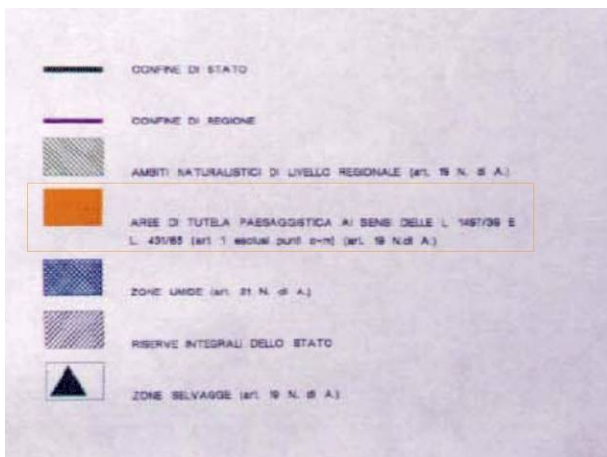 CONFINE DI STATO
CONFINE DI REGIONE
AMBITI NATURALISTICI DI LIVELLO REGIONALE (art. 19 N. di A.)
AREE DI TUTELA PAESAGGISTICA AI SENSI DELLE L. 1497/39 E
L. 431/85 (art. 1 esclusi punti o-m) (art. 19 N.di A.)
ZONE UMIDE (art. 21 N. di A.)
RISERVE INTEGRALI DELLO STATO
ZONE SELVAGGE (art. 19 N. di A.)